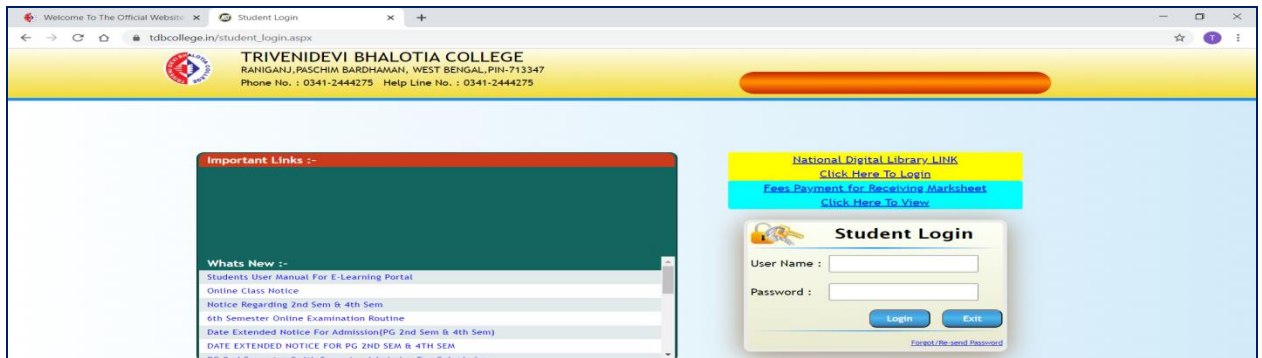 Welcome To The Official Website
Student Login
tdbcollege.in/student_login.aspx
T
TRIVENIDEVI BHALOTIA COLLEGE
RANIGANJ,PASCHIM BARDHAMAN, WEST BENGAL,PIN-713347
Phone No. : 0341-2444275 Help Line No. : 0341-2444275
Important Links :-
Whats New :-
Students User Manual For E-Learning Portal
Online Class Notice
Notice Regarding 2nd Sem & 4th Sem
6th Semester Online Examination Routine
Date Extended Notice For Admission(PG 2nd Sem & 4th Sem)
DATE EXTENDED NOTICE FOR PG 2ND SEM & 4TH SEM
National Digital Library LINK
Click Here To Login
Fees Payment for Receiving Marksheet
Click Here To View
Student Login
User Name :
Password :
Login Exit
Forgot/Re-send Password